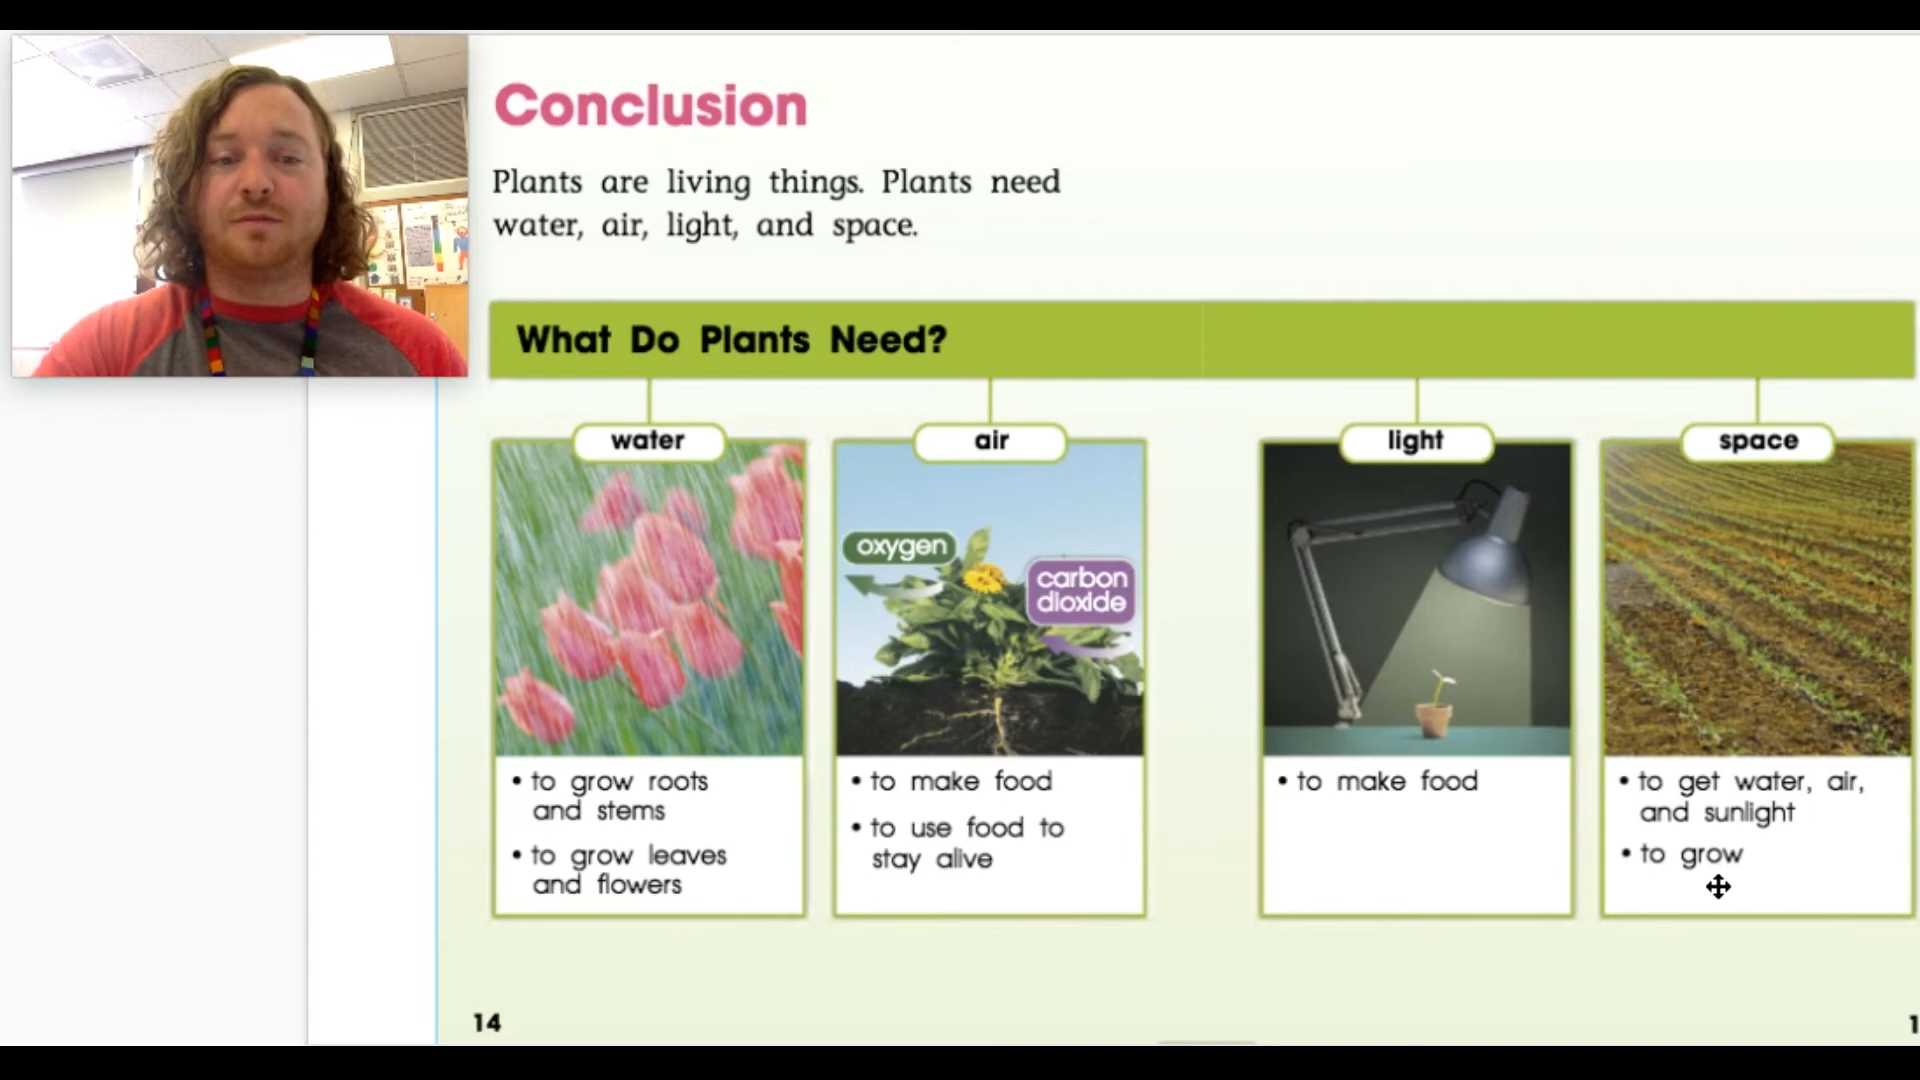 Conclusion
Plants are living things. Plants need
water, air, light, and space.
What Do Plants Need?
water
air
light
space
oxygen
carbon
dioxide
• to grow roots
and stems
• to grow leaves
and flowers
• to make food
• to use food to
stay alive
• to make food
• to get water, air,
and sunlight
• to grow
14